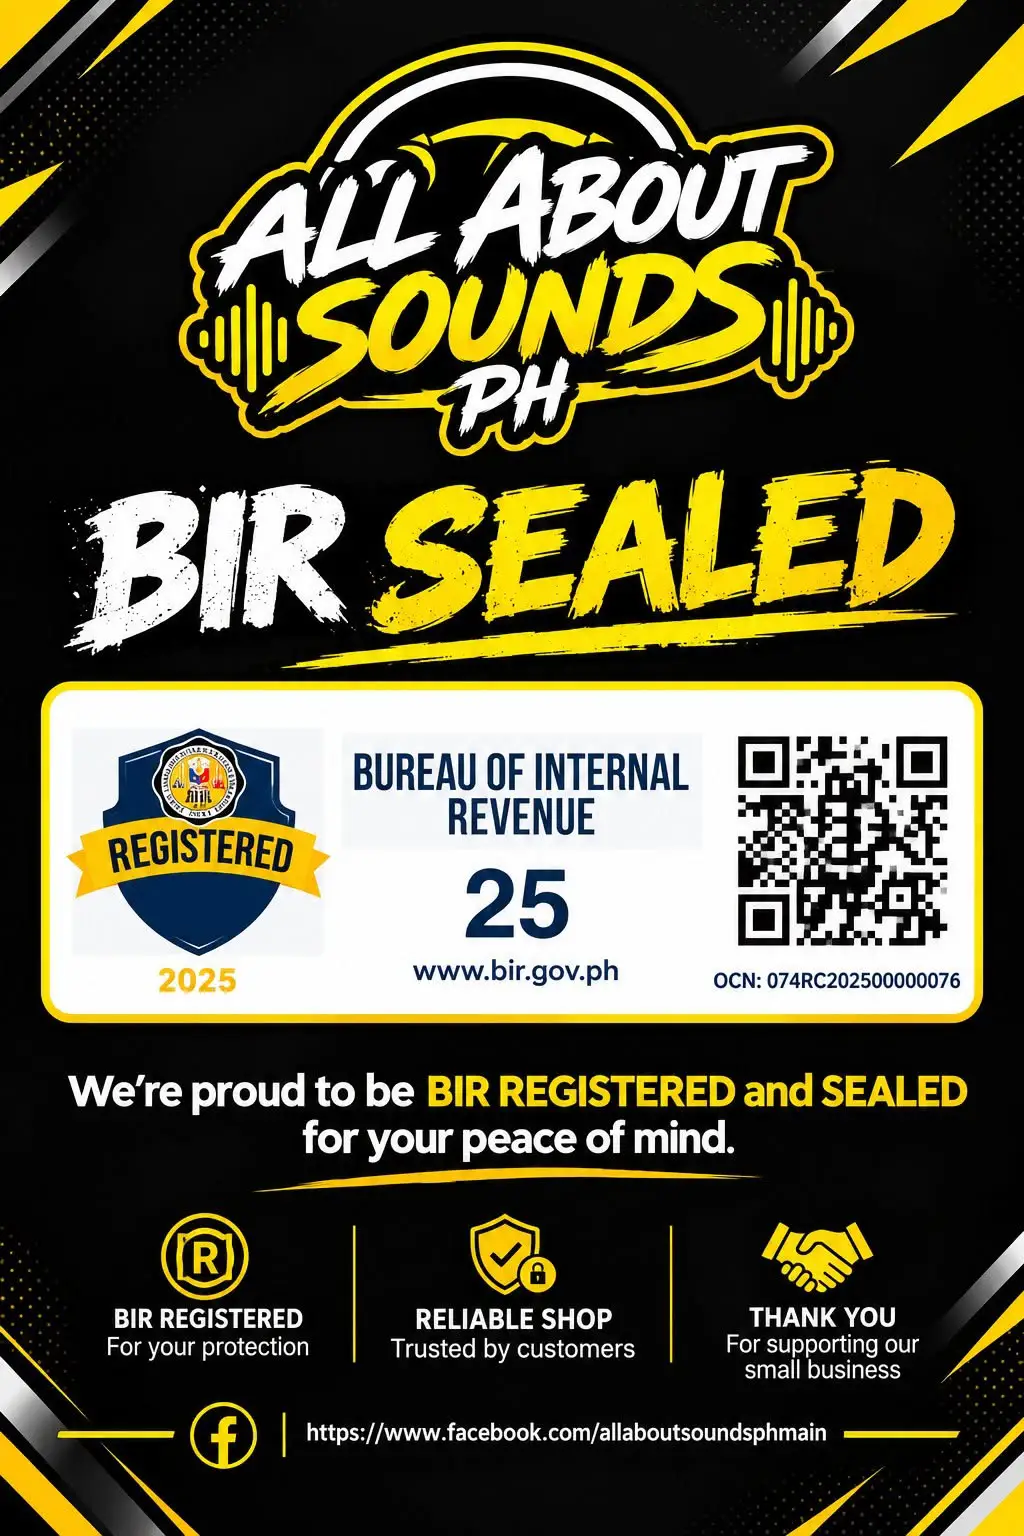 ALL ABOUT
SOUNDS
PH
BIR SEALED
REGISTERED
2025
BUREAU OF INTERNAL
REVENUE
25
www.bir.gov.ph
OCN: 074RC202500000076
We're proud to be BIR REGISTERED and SEALED
for your peace of mind.
R
BIR REGISTERED
For your protection
RELIABLE SHOP
Trusted by customers
THANK YOU
For supporting our
small business
https://www.facebook.com/allaboutsoundsphmain